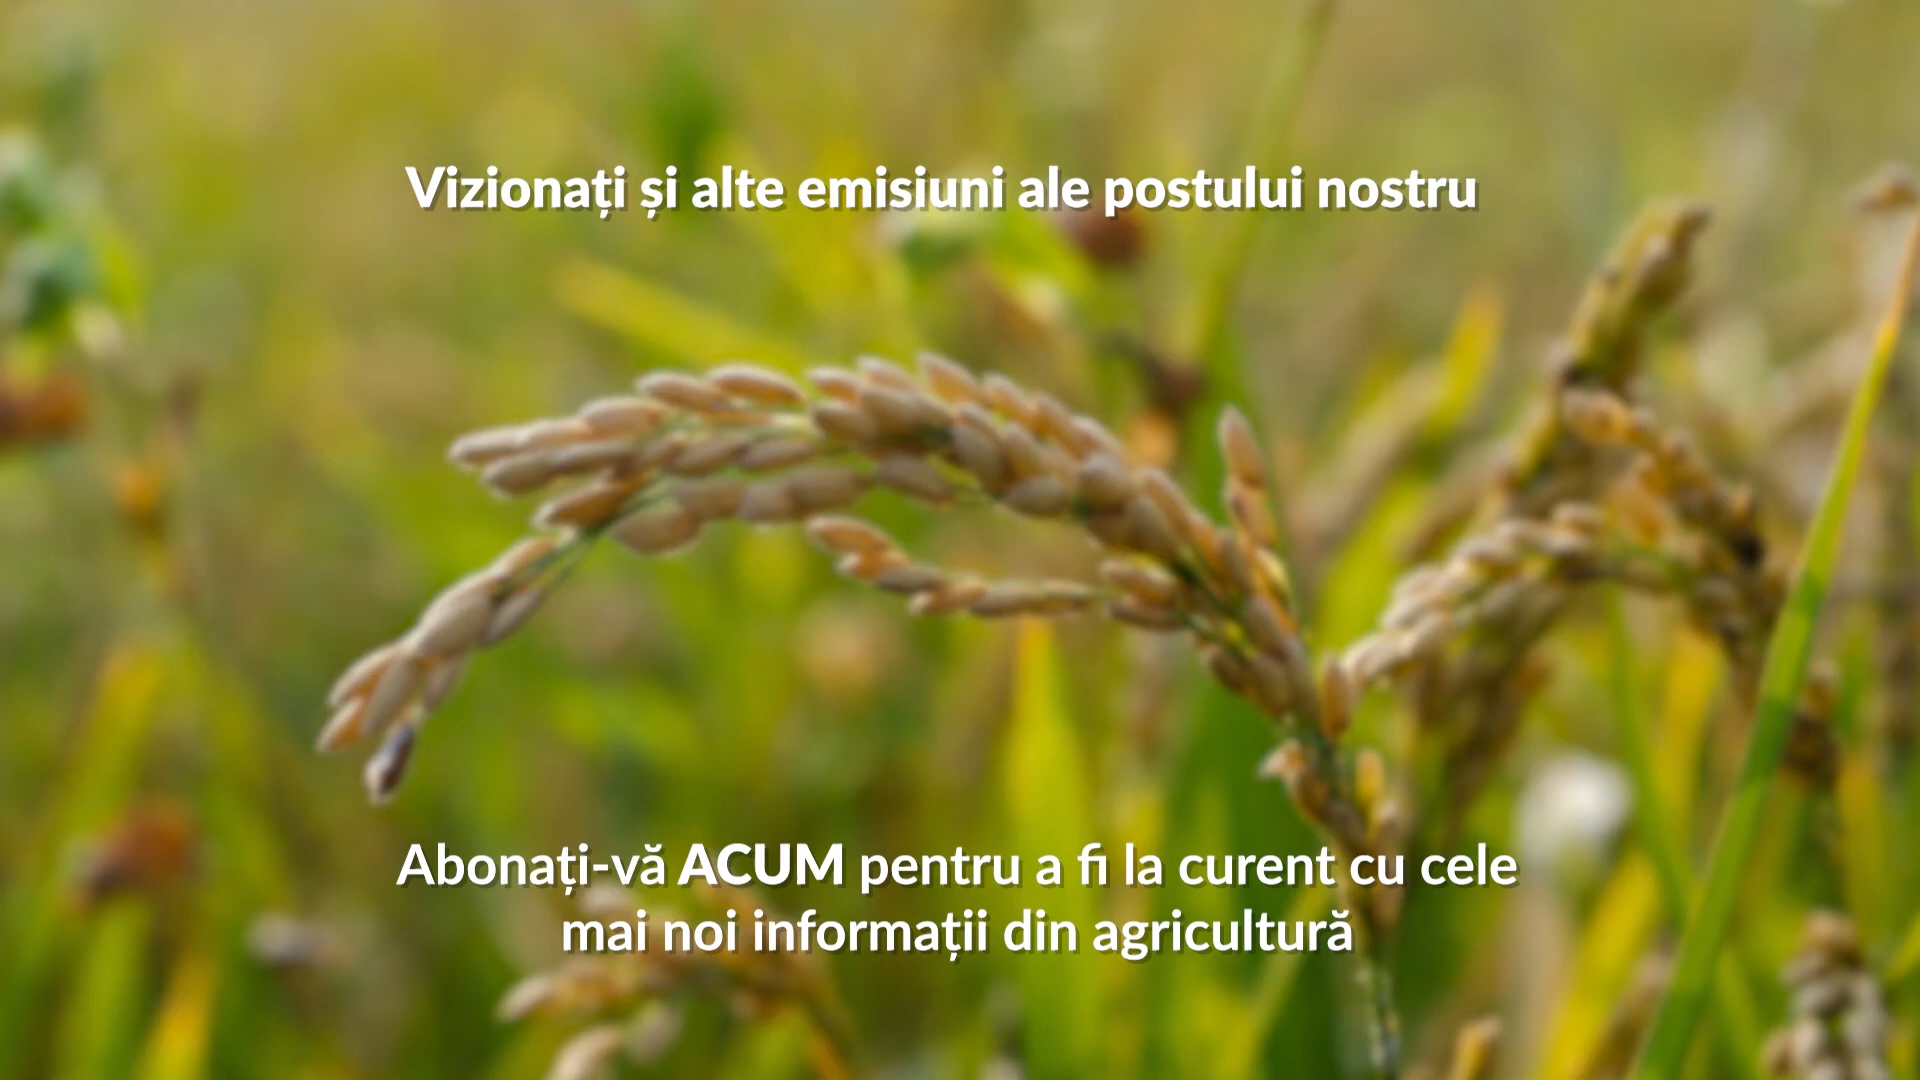 Vizionați și alte emisiuni ale postului nostru
Abonați-vă ACUM pentru a fi la curent cu cele
mai noi informații din agricultură